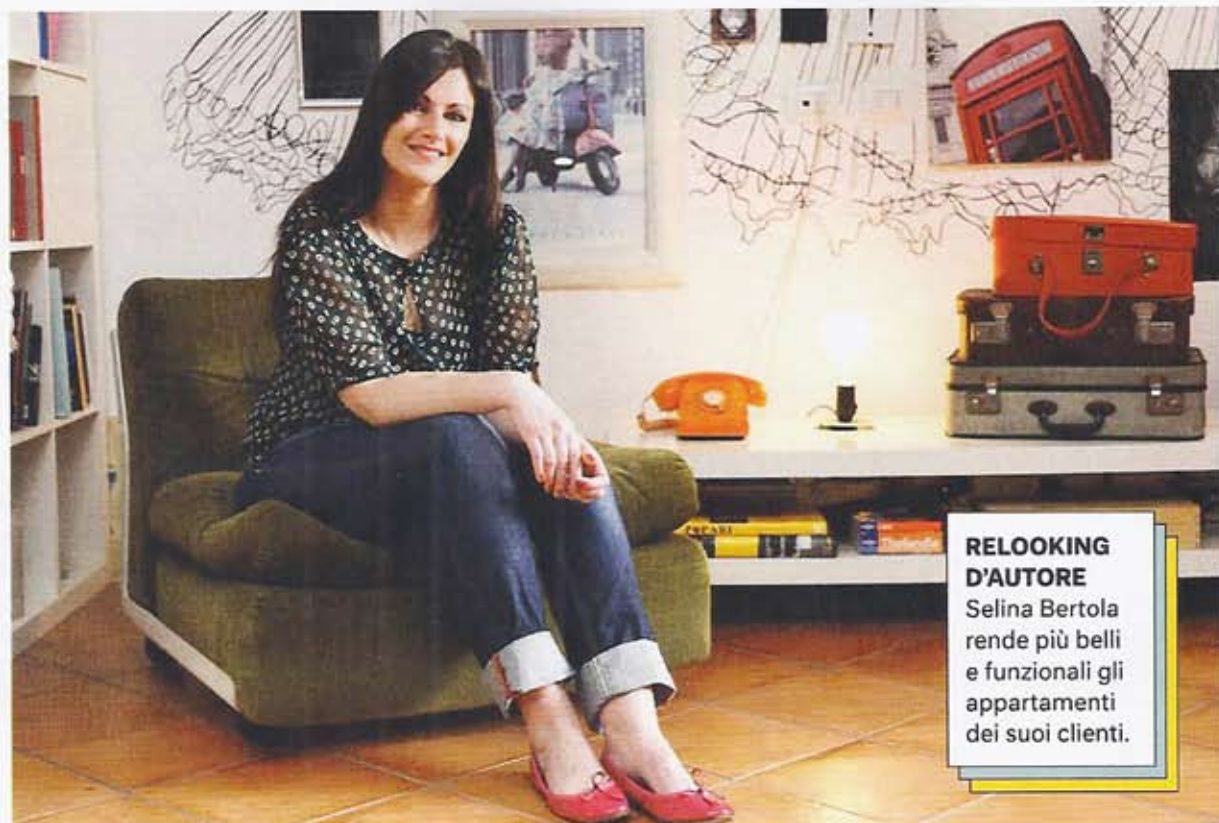 RELOOKING
D'AUTORE
Selina Bertola
rende più belli
e funzionali gli
appartamenti
dei suoi clienti.